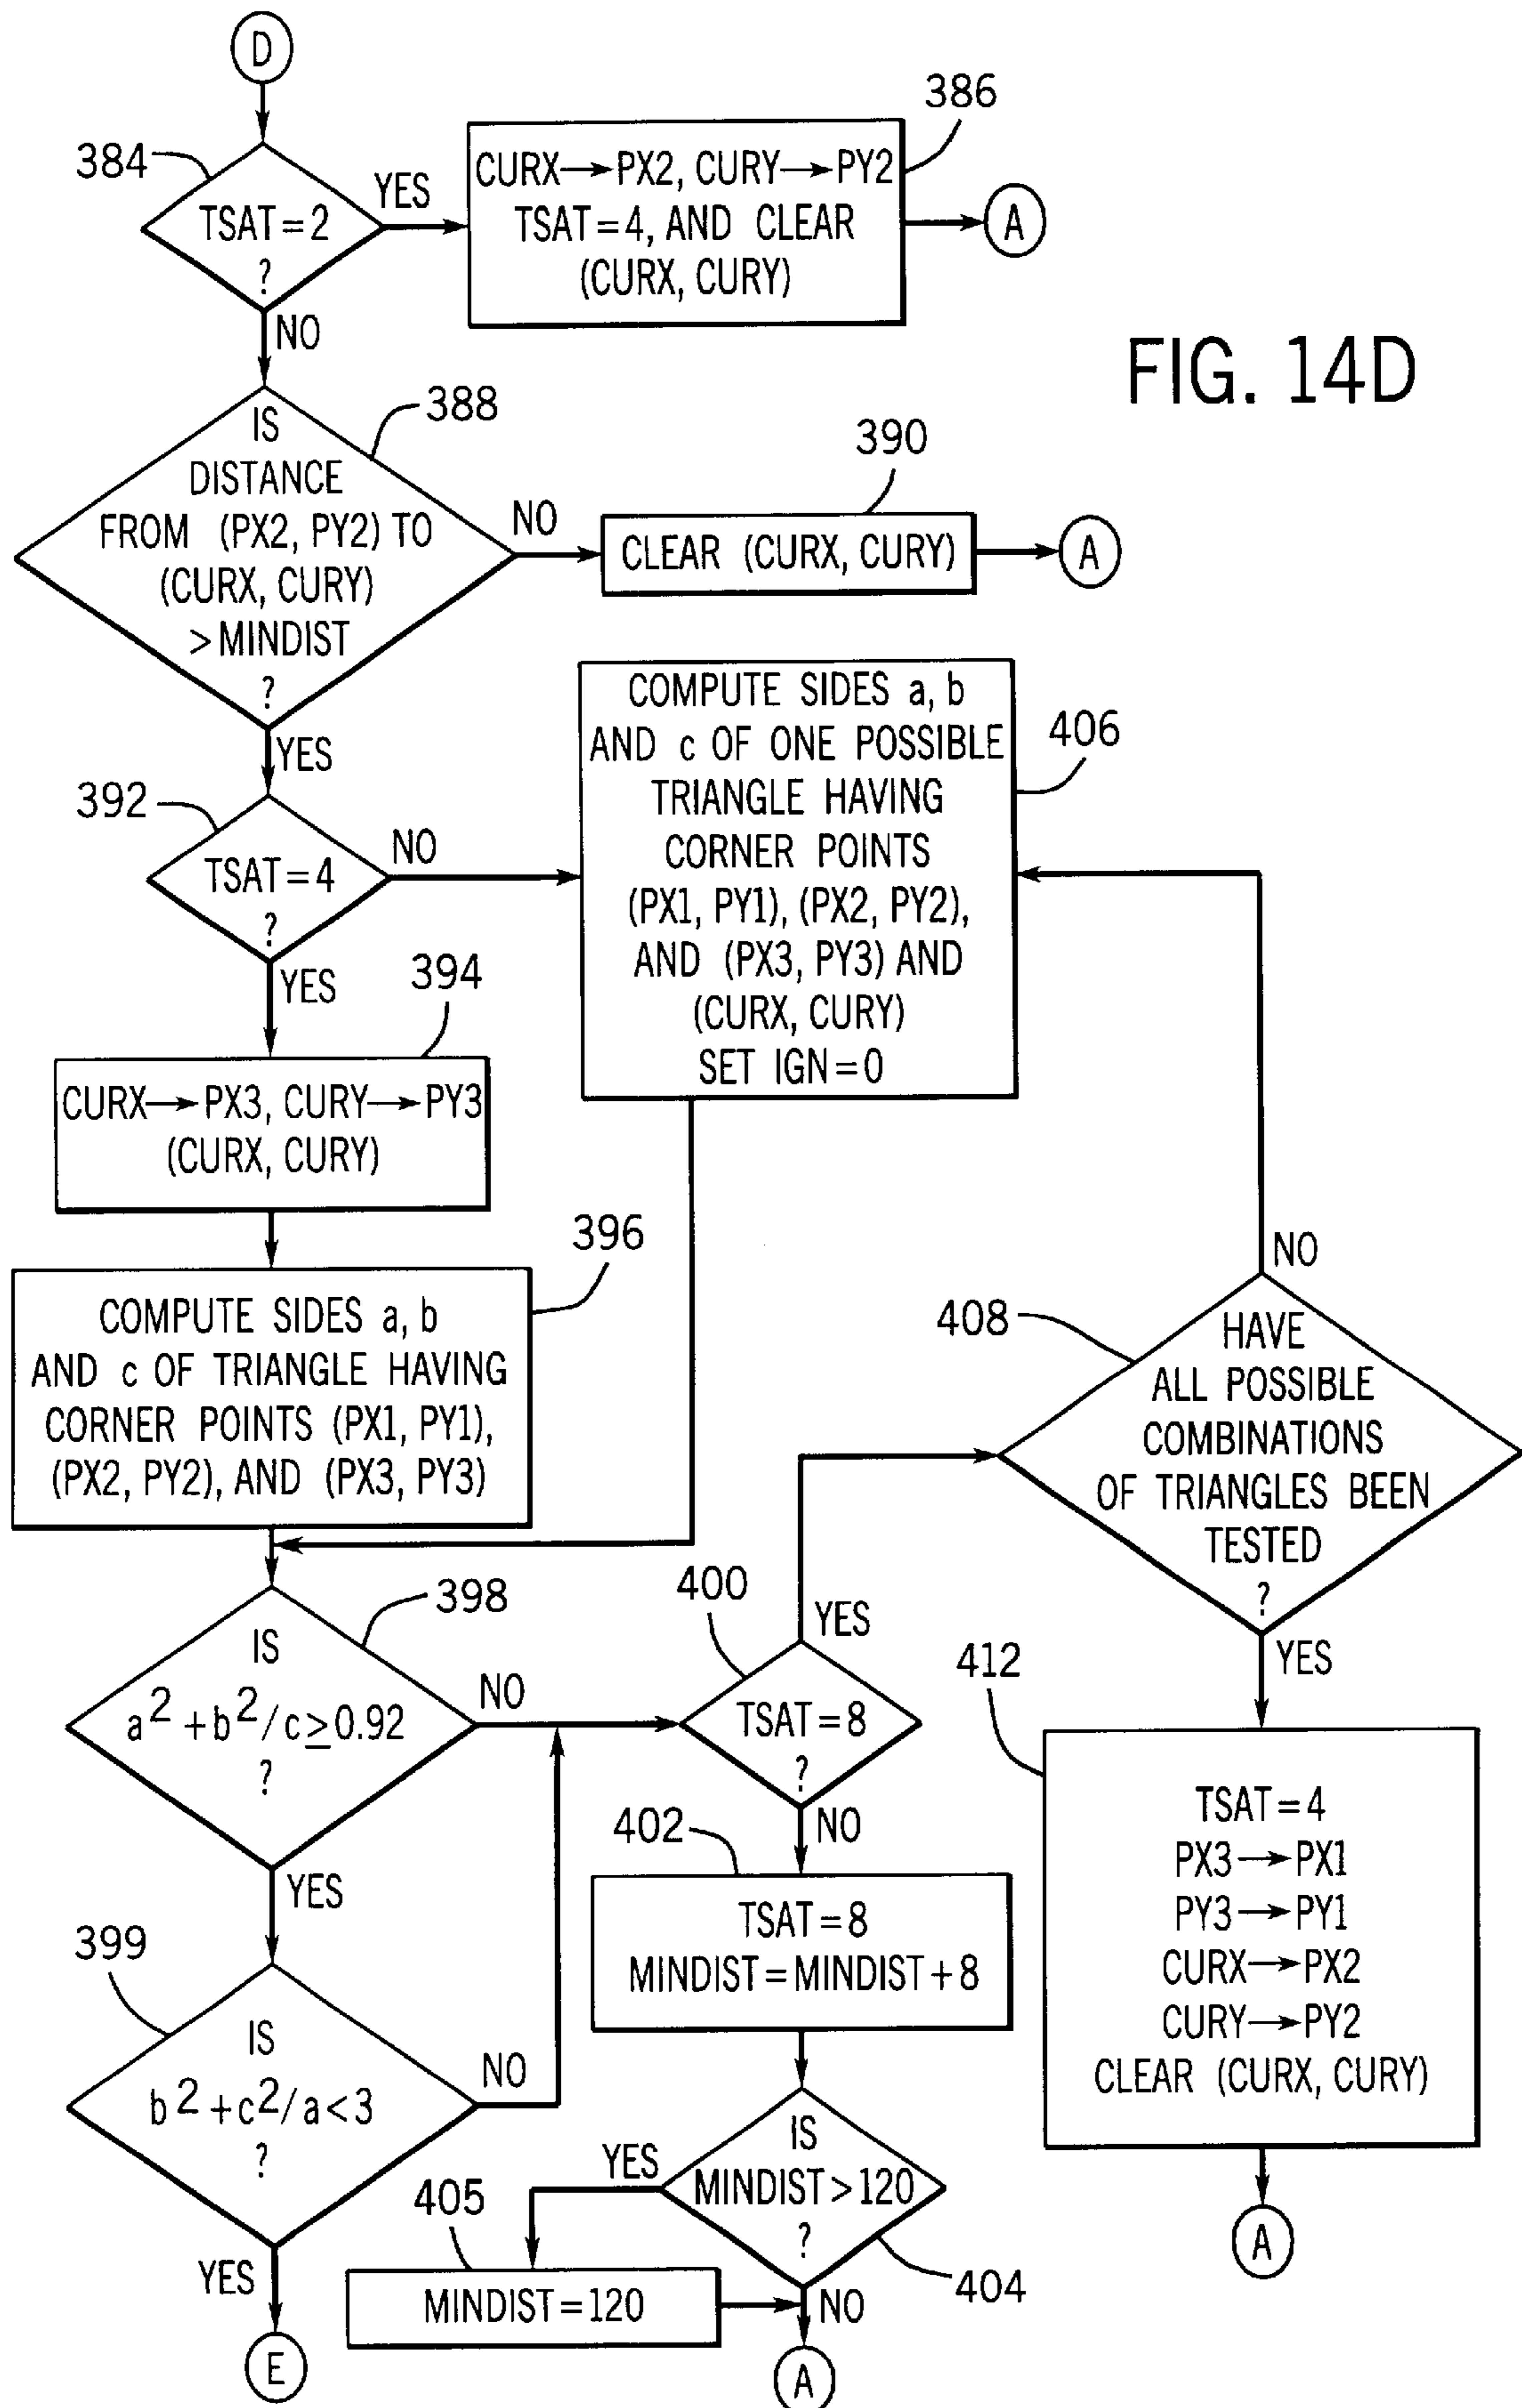 D
384
TSAT=2
?
YES
NO
386
CURX→PX2, CURY→PY2
TSAT=4, AND CLEAR
(CURX, CURY)
A
FIG. 14D
388
IS
DISTANCE
FROM (PX2, PY2) TO
(CURX, CURY)
>MINDIST
?
NO
YES
390
CLEAR (CURX, CURY)
A
392
TSAT=4
?
NO
YES
406
COMPUTE SIDES a, b
AND c OF ONE POSSIBLE
TRIANGLE HAVING
CORNER POINTS
(PX1, PY1), (PX2, PY2),
AND (PX3, PY3) AND
(CURX, CURY)
SET IGN=0
394
CURX→PX3, CURY→PY3
(CURX, CURY)
396
COMPUTE SIDES a, b
AND c OF TRIANGLE HAVING
CORNER POINTS (PX1, PY1),
(PX2, PY2), AND (PX3, PY3)
398
IS
a² +b²/c≥0.92
?
NO
YES
399
IS
b²+c²/a<3
?
NO
YES
E
400
TSAT=8
?
YES
NO
402
TSAT=8
MINDIST=MINDIST+8
IS
MINDIST>120
?
404
YES
NO
405
MINDIST=120
A
408
HAVE
ALL POSSIBLE
COMBINATIONS
OF TRIANGLES BEEN
TESTED
?
NO
YES
412
TSAT=4
PX3→PX1
PY3→PY1
CURX→PX2
CURY→PY2
CLEAR (CURX, CURY)
A